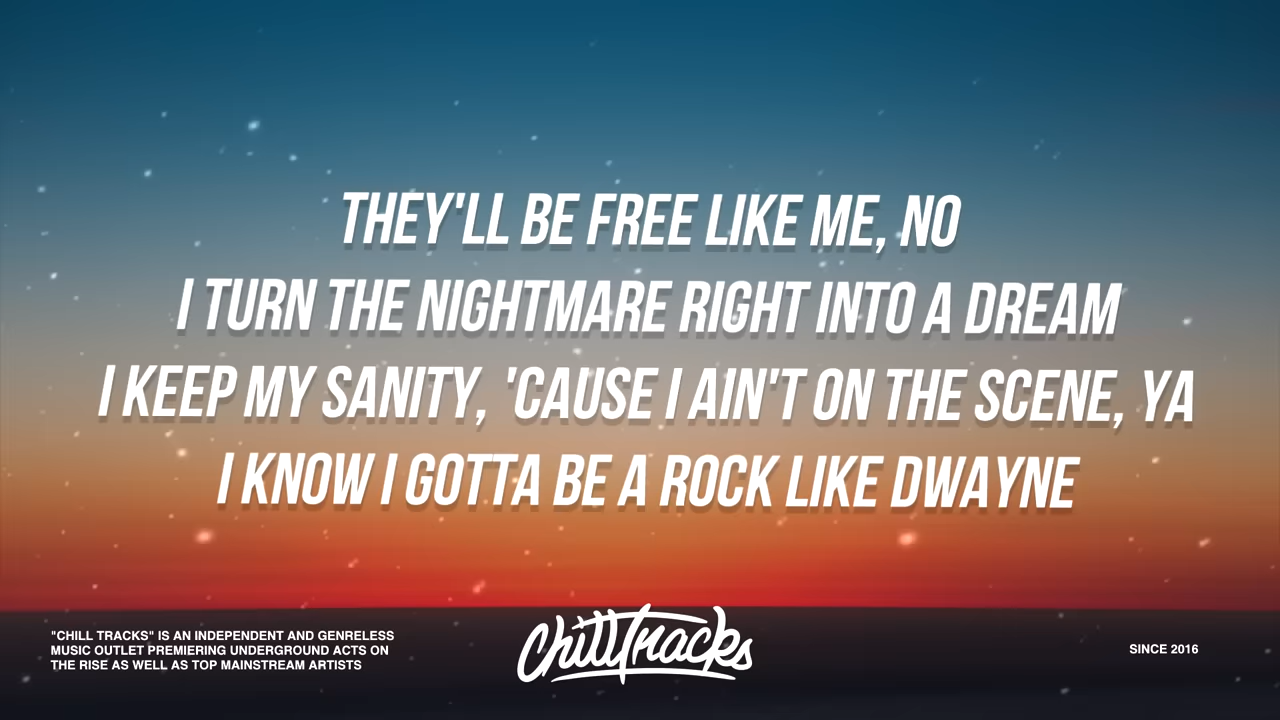 THEY'LL BE FREE LIKE ME, NO
I TURN THE NIGHTMARE RIGHT INTO A DREAM
I KEEP MY SANITY, 'CAUSE I AIN'T ON THE SCENE, YA
I KNOW I GOTTA BE A ROCK LIKE DWAYNE
"CHILL TRACKS" IS AN INDEPENDENT AND GENRELESS
MUSIC OUTLET PREMIERING UNDERGROUND ACTS ON
THE RISE AS WELL AS TOP MAINSTREAM ARTISTS
ChillTracks
SINCE 2016